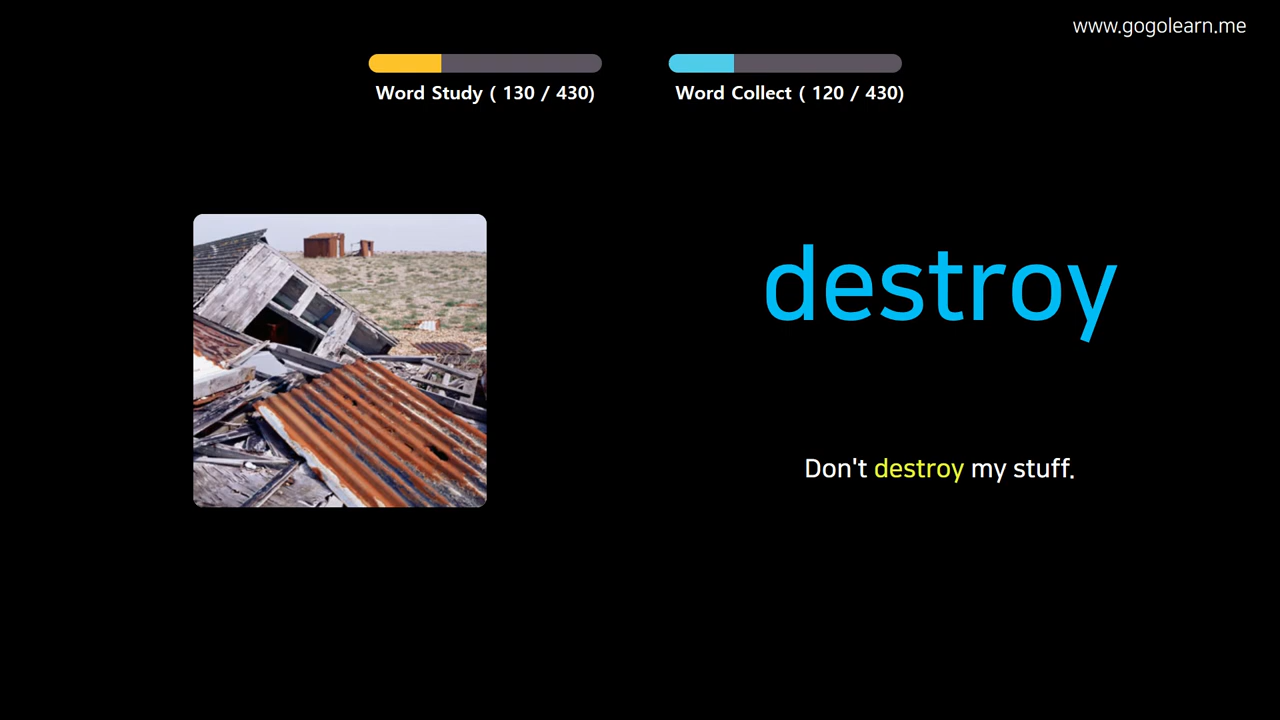 www.gogolearn.me
Word Study ( 130 / 430)
Word Collect ( 120 / 430)
destroy
Don't destroy my stuff.